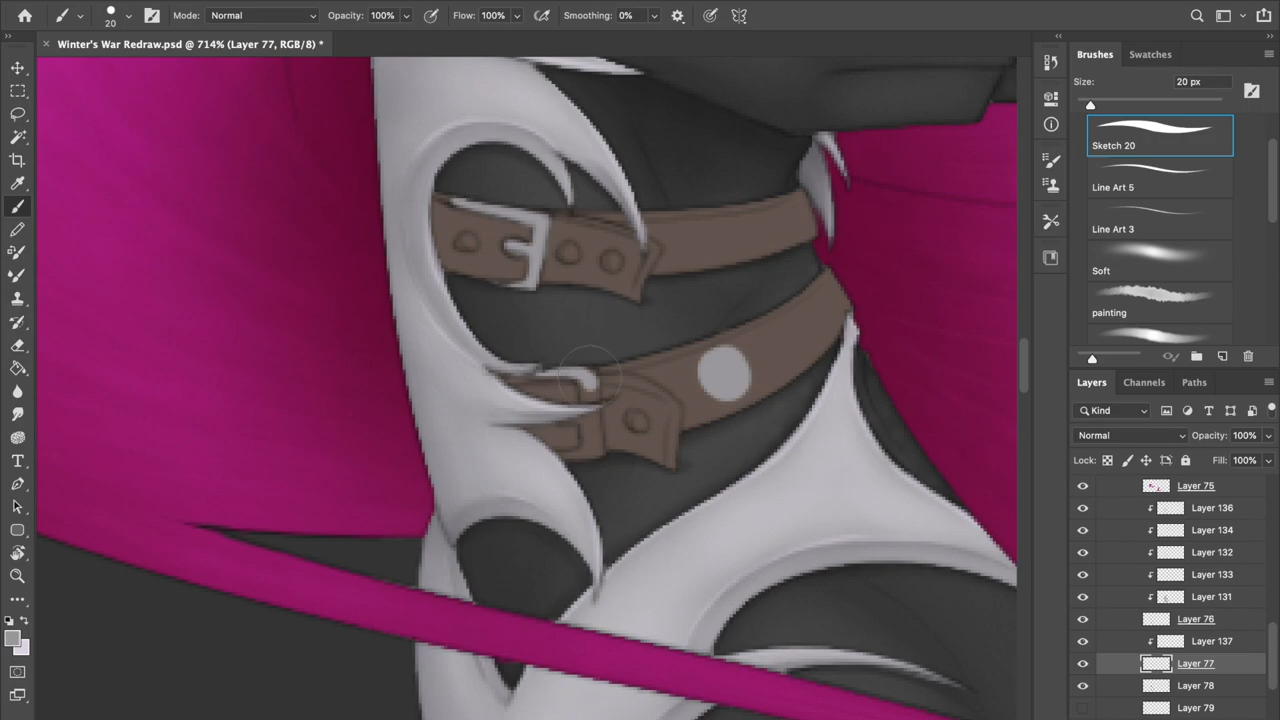 20 Mode: Normal Opacity: 100% Flow: 100% Smoothing: 0%
× Winter's War Redraw.psd @ 714% (Layer 77, RGB/8) *
Brushes Swatches
Size: 20 px
Sketch 20
Line Art 5
Line Art 3
Soft
painting
Layers Channels Paths
Kind
Normal Opacity: 100%
Lock: Fill: 100%
Layer 75
Layer 136
Layer 134
Layer 132
Layer 133
Layer 131
Layer 76
Layer 137
Layer 77
Layer 78
Layer 79